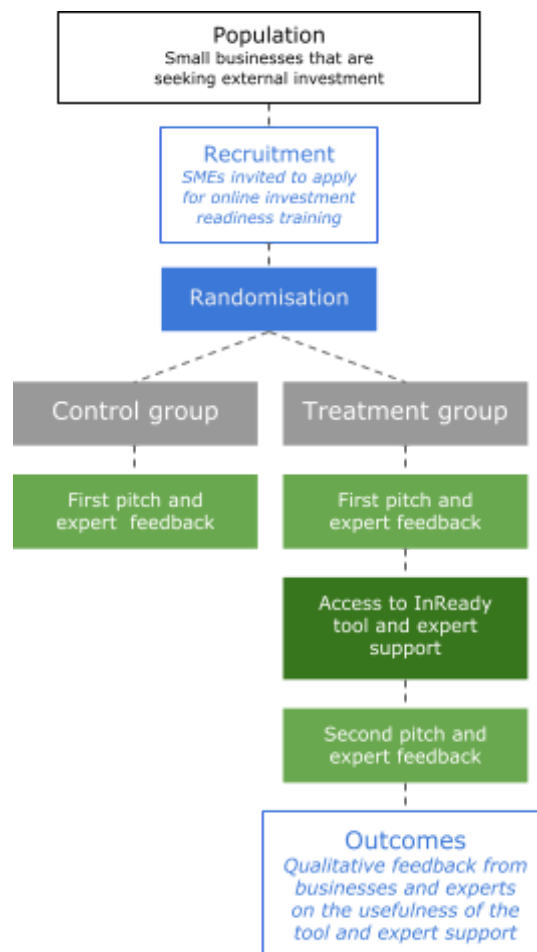 Population
Small businesses that are
seeking external investment
Recruitment
SMEs invited to apply
for online investment
readiness training
Randomisation
Control group
Treatment group
First pitch and
expert feedback
First pitch and
expert feedback
Access to InReady
tool and expert
support
Second pitch and
expert feedback
Outcomes
Qualitative feedback from
businesses and experts
on the usefulness of the
tool and expert support